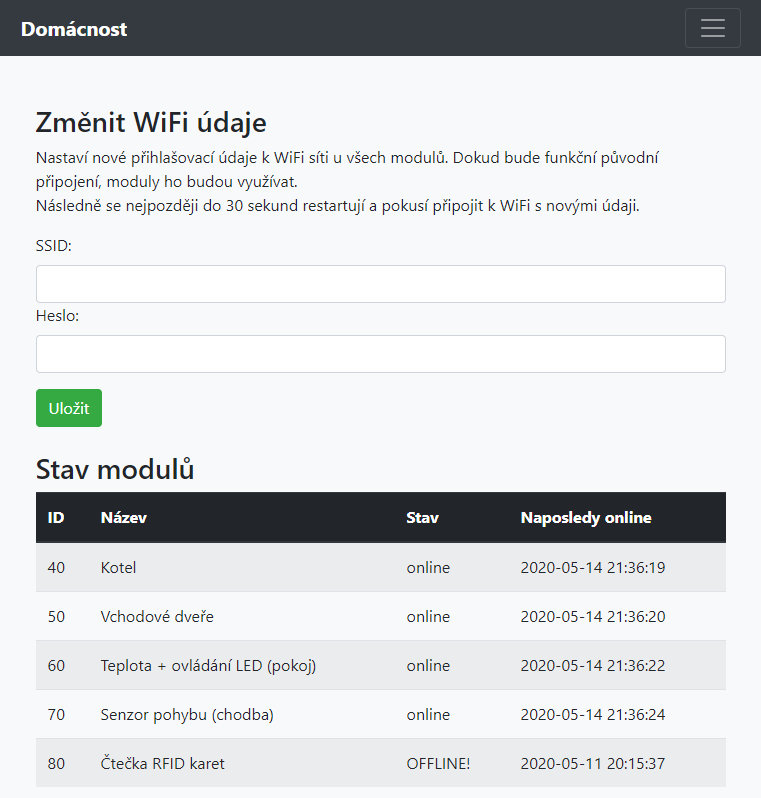 Domácnost
Změnit WiFi údaje
Nastaví nové přihlašovací údaje k WiFi síti u všech modulů. Dokud bude funkční původní
připojení, moduly ho budou využívat.
Následně se nejpozději do 30 sekund restartují a pokusí připojit k WiFi s novými údaji.
SSID:
Heslo:
Uložit
Stav modulů
ID Název Stav Naposledy online
40 Kotel online 2020-05-14 21:36:19
50 Vchodové dveře online 2020-05-14 21:36:20
60 Teplota + ovládání LED (pokoj) online 2020-05-14 21:36:22
70 Senzor pohybu (chodba) online 2020-05-14 21:36:24
80 Čtečka RFID karet OFFLINE! 2020-05-11 20:15:37